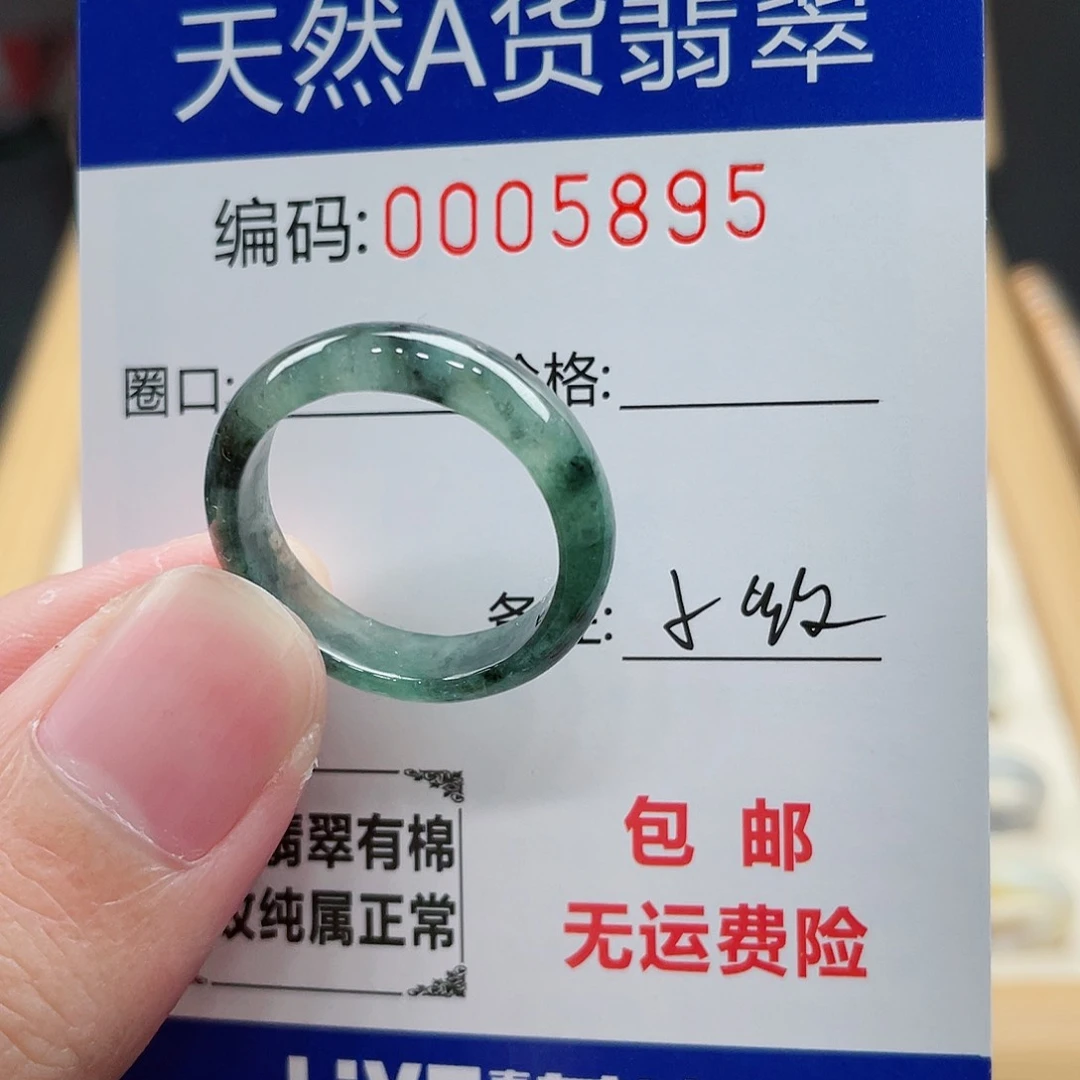 天然A货翡翠
编码:0005895
圈口: 格:
翡翠有棉
纹纯属正常
包邮
无运费险
LIVE